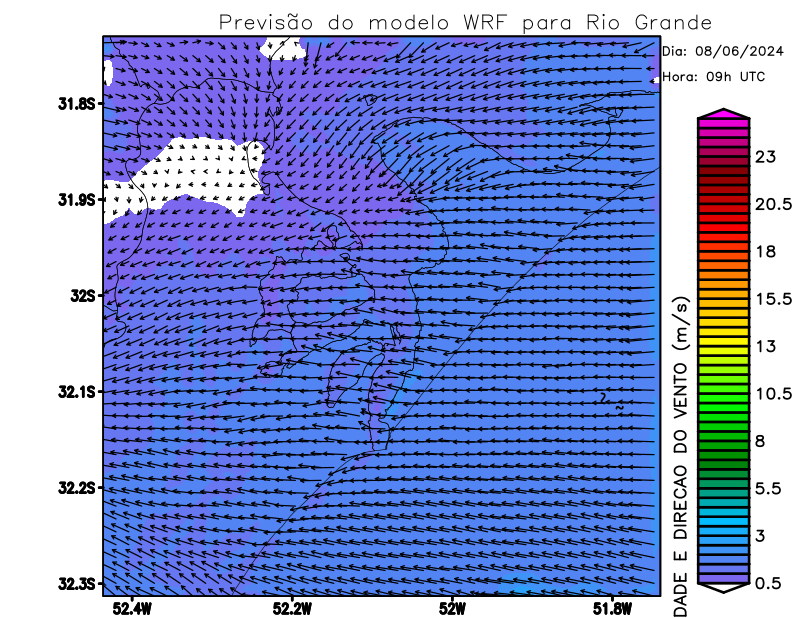 Previsão do modelo WRF para Rio Grande
Dia: 08/06/2024
Hora: 09h UTC
31.8S
31.9S
32S
32.1S
32.2S
32.3S
52.4W
52.2W
52W
51.8W
23
20.5
18
15.5
13
10.5
8
5.5
3
0.5
DADE E DIRECAO DO VENTO (m/s)